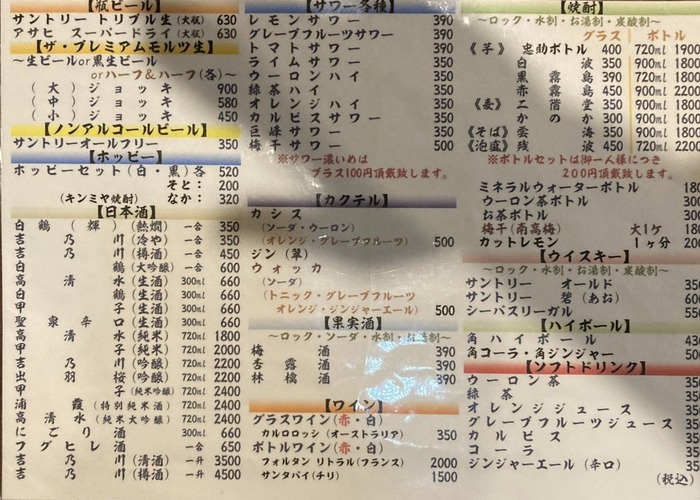 【瓶ビール】
サントリー トリプル生(大瓶) 630
アサヒ スーパードライ(大瓶) 630
【ザ・プレミアムモルツ生】
～生ビールor黒生ビール
orハーフ&ハーフ(各)～
(大)ジョッキ 900
(中)ジョッキ 580
(小)ジョッキ 450
【ノンアルコールビール】
サントリーオールフリー 350
【ホッピー】
ホッピーセット(白・黒)各 520
そと: 200
(キンミヤ焼酎) なか: 320
【日本酒】
白鶴(輝)(熱燗) 一合 350
吉乃川(冷や) 一合 350
吉乃川(樽酒) 一合 450
白鶴(大吟醸) 一合 600
高清水(生酒) 300ml 660
白鶴(生酒) 300ml 660
甲子(生酒) 300ml 660
聖泉辛口(生酒) 300ml 660
高清水(純米) 720ml 1800
甲子(純米) 720ml 2000
吉乃川(吟醸) 720ml 2200
出羽桜(吟醸) 720ml 2200
甲子(純米吟醸) 720ml 2400
浦霞(特別純米酒) 720ml 2400
高清水(純米大吟醸) 720ml 2400
にごり酒 300ml 660
フグヒレ酒 一合 650
吉乃川(清酒) 一升 3500
吉乃川(樽酒) 一升 4500
【サワー各種】
レモンサワー 390
グレープフルーツサワー 390
トマトサワー 390
ライムサワー 350
ウーロンハイ 350
緑茶ハイ 350
オレンジハイ 350
カルピスサワー 350
巨峰サワー 350
梅干サワー 500
※サワー濃いめは
プラス100円頂戴致します。
【カクテル】
カシス
(ソーダ・ウーロン)
(オレンジ・グレープフルーツ) 500
ジン(翠)
ウォッカ
(ソーダ)
(トニック・グレープフルーツ
オレンジ・ジンジャーエール) 500
【果実酒】
～ロック・ソーダ・水割・お湯割～
梅酒 390
杏露酒 390
林檎酒 390
【ワイン】
グラスワイン(赤・白)
カルロロッシ(オーストラリア) 350
ボトルワイン(赤・白)
フォルタン リトラル(フランス) 2000
サンタバイ(チリ) 1500
【焼酎】
～ロック・水割・お湯割・炭酸割～
グラス ボトル
《芋》 忠助ボトル 400 720ml 1900
白波 350 900ml 1800
黒霧島 390 900ml 1800
赤霧島 450 900ml 2200
《麦》 二階堂 350 900ml 1800
かのか 300 900ml 1600
《そば》 雲海 350 900ml 1800
《泡盛》 残波 450 720ml 2200
※ボトルセットは御一人様につき
200円頂戴致します。
ミネラルウォーターボトル
ウーロン茶ボトル
お茶ボトル
梅干(南高梅) 大1ケ
カットレモン 1ヶ分
【ウイスキー】
～ロック・水割・お湯割・炭酸割～
サントリー オールド
サントリー 碧(あお)
シーバスリーガル
【ハイボール】
角ハイボール
角コーラ・角ジンジャー
【ソフトドリンク】
ウーロン茶
緑茶
オレンジジュース
グレープフルーツジュース
カルピス
コーラ
ジンジャーエール(辛口)
(税込)